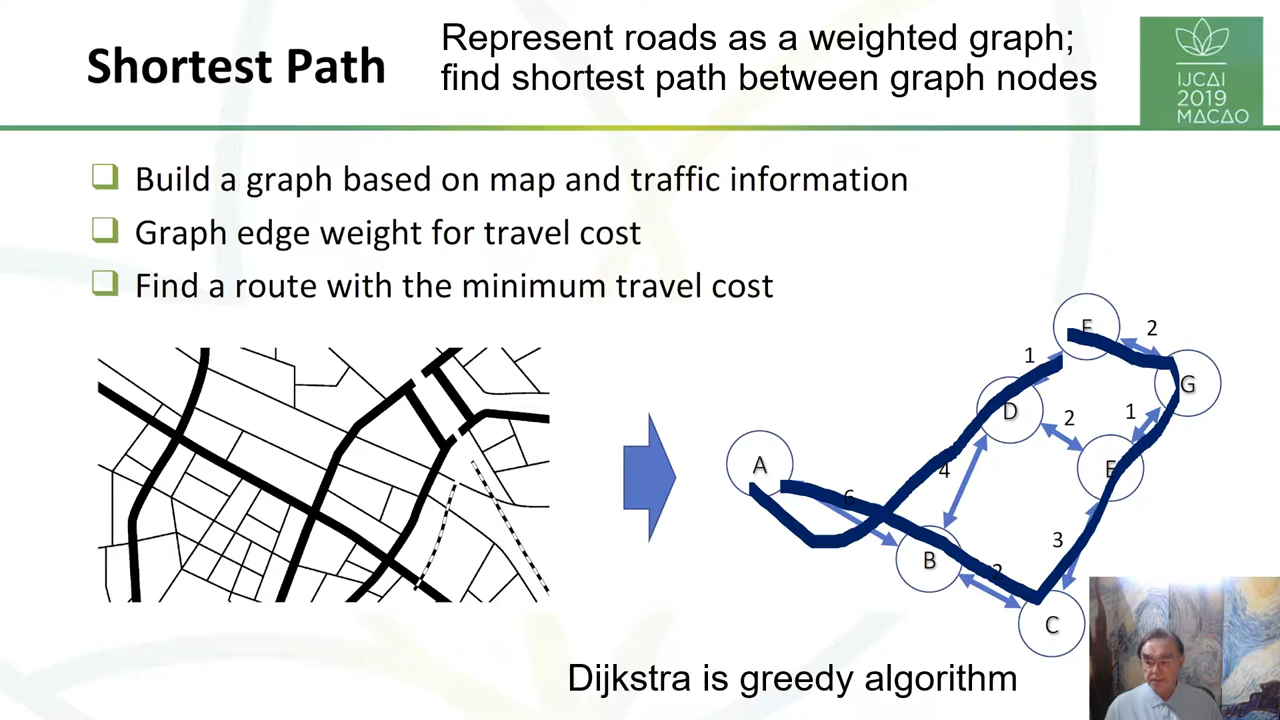 Shortest Path
Represent roads as a weighted graph;
find shortest path between graph nodes
IJCAI
2019
MACAO
Build a graph based on map and traffic information
Graph edge weight for travel cost
Find a route with the minimum travel cost
2
1
G
D
2
1
A
4
6
3
B
2
C
Dijkstra is greedy algorithm